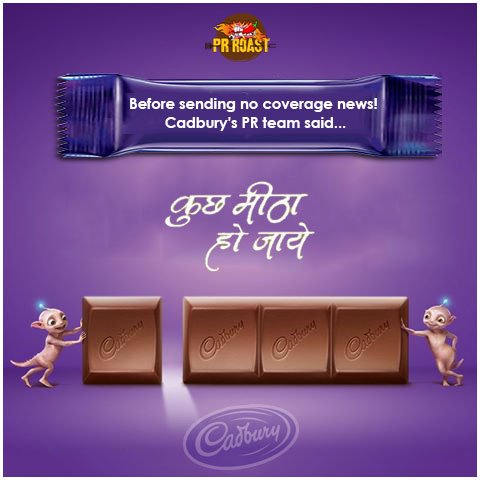 PR ROAST
Before sending no coverage news!
Cadbury's PR team said...
कुछ मीठा
हो जाये
Cadbury
Cadbury
Cadbury
Cadbury
Cadbury